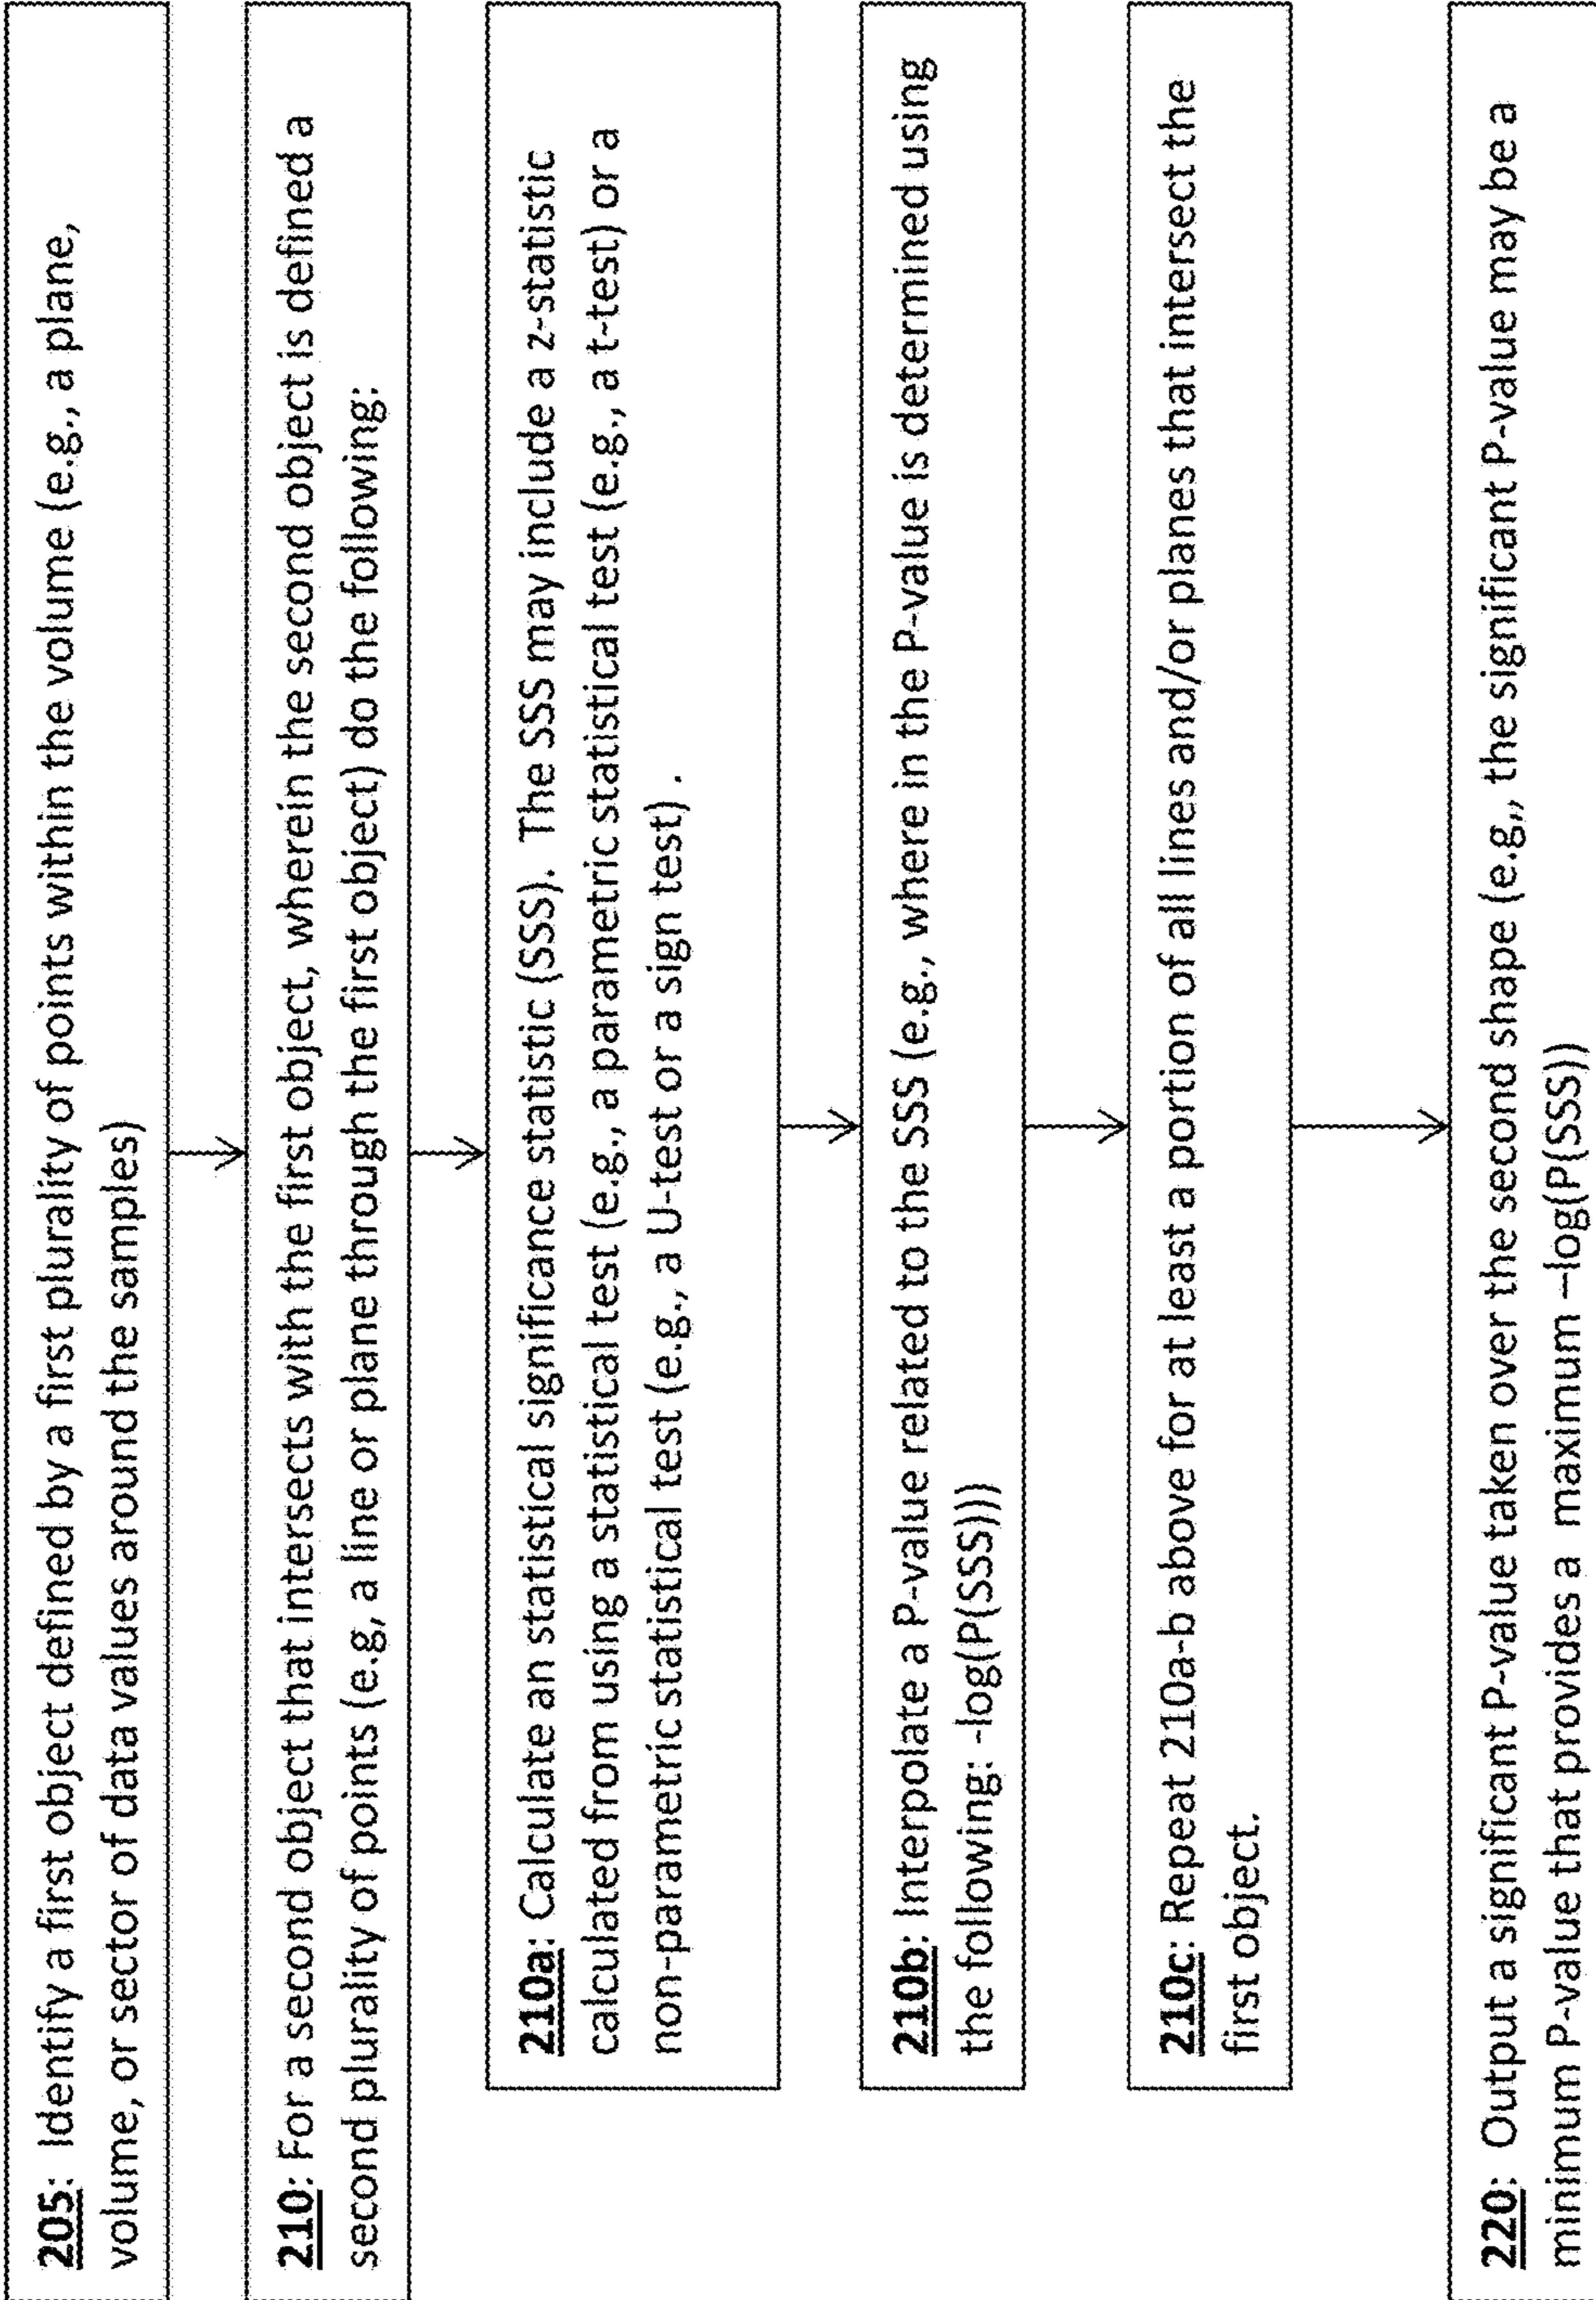 205: Identify a first object defined by a first plurality of points within the volume (e.g., a plane,
volume, or sector of data values around the samples)
210: For a second object that intersects with the first object, wherein the second object is defined a
second plurality of points (e.g, a line or plane through the first object) do the following:
210a: Calculate an statistical significance statistic (SSS). The SSS may include a z-statistic
calculated from using a statistical test (e.g., a parametric statistical test (e.g., a t-test) or a
non-parametric statistical test (e.g., a U-test or a sign test) .
210b: Interpolate a P-value related to the SSS (e.g., where in the P-value is determined using
the following: -log(P(SSS)))
210c: Repeat 210a-b above for at least a portion of all lines and/or planes that intersect the
first object.
220: Output a significant P-value taken over the second shape (e.g,, the significant P-value may be a
minimum P-value that provides a maximum –log(P(SSS))